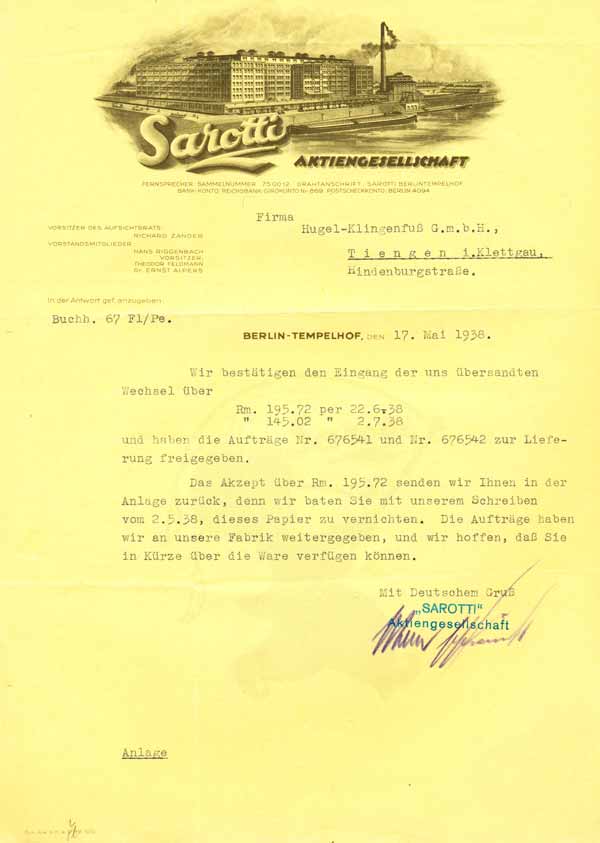 Sarotti
AKTIENGESELLSCHAFT
FERNSPRECHER: SAMMELNUMMER 75 00 12 DRAHTANSCHRIFT: SAROTTI BERLINTEMPELHOF
BANK-KONTO: REICHSBANK GIROKONTO Nr. 869. POSTSCHECKKONTO: BERLIN 4094
Firma
Hugel-Klingenfuß G.m.b.H.,
VORSITZER DES AUFSICHTSRATS:
RICHARD ZANDER
VORSTANDSMITGLIEDER:
HANS RIGGENBACH
VORSITZER,
THEODOR FELDMANN
Dr. ERNST ALPERS
Tiengen i.Klettgau,
Hindenburgstraße.
In der Antwort gef. anzugeben:
Buchh. 67 Fl/Pe.
BERLIN-TEMPELHOF, DEN 17. Mai 1938.
Wir bestätigen den Eingang der uns übersandten
Wechsel über
Rm. 195.72 per 22.6.38
" 145.02 " 2.7.38
und haben die Aufträge Nr. 676541 und Nr. 676542 zur Liefe-
rung freigegeben.
Das Akzept über Rm. 195.72 senden wir Ihnen in der
Anlage zurück, denn wir baten Sie mit unserem Schreiben
vom 2.5.38, dieses Papier zu vernichten. Die Aufträge haben
wir an unsere Fabrik weitergegeben, und wir hoffen, daß Sie
in Kürze über die Ware verfügen können.
Mit Deutschem Gruß
„SAROTTI"
Aktiengesellschaft
Anlage